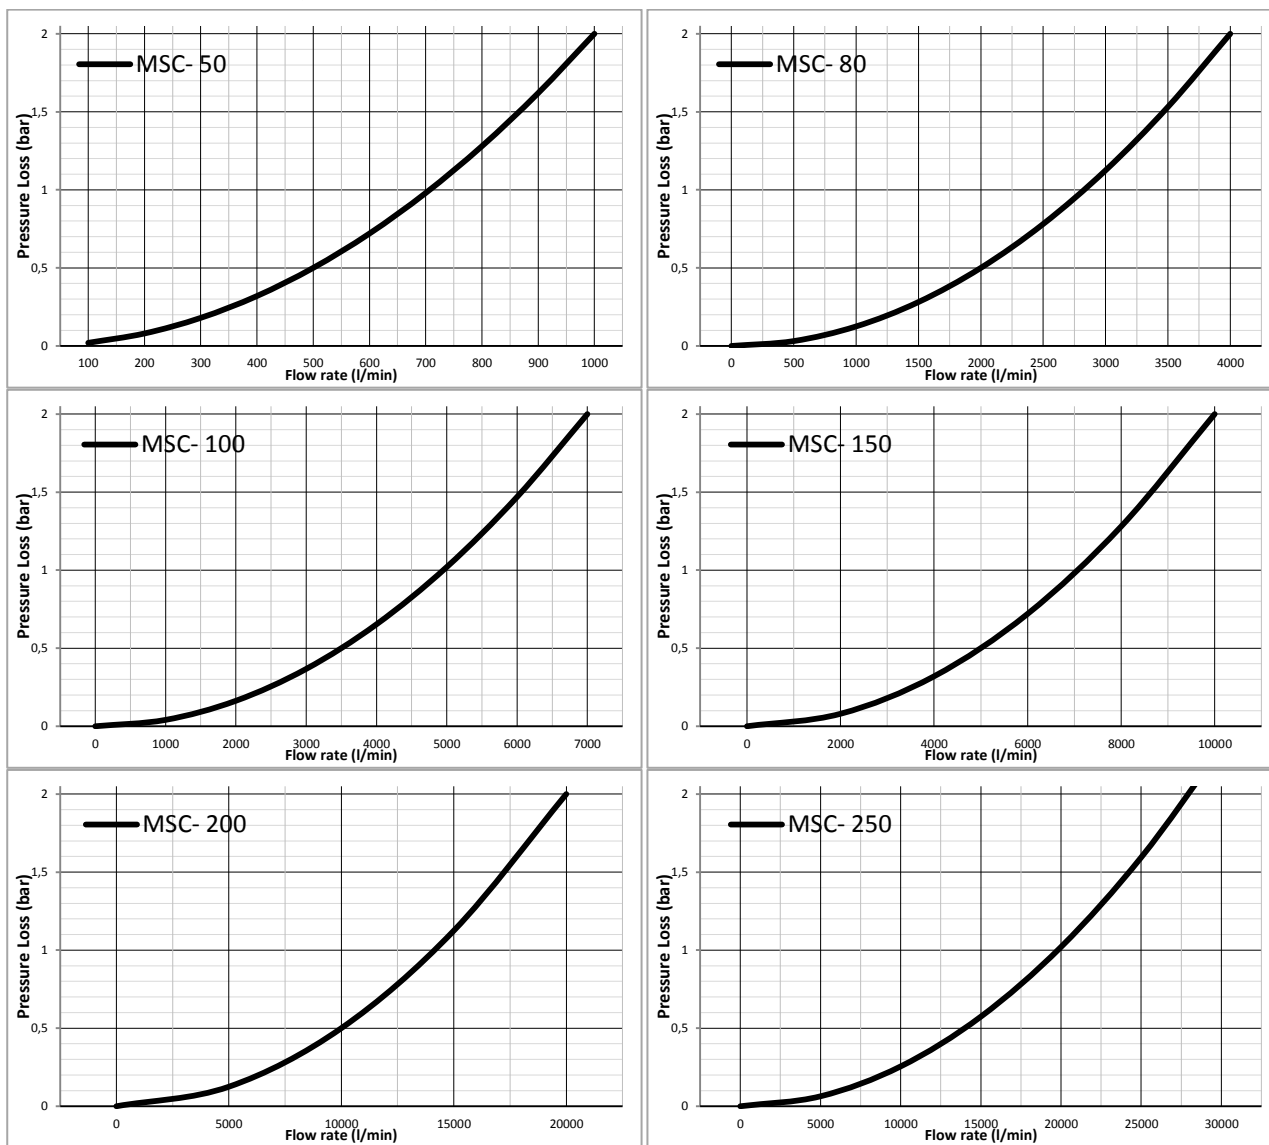 MSC- 50
Pressure Loss (bar)
2
1,5
1
0,5
0
100 200 300 400 500 600 700 800 900 1000
Flow rate (l/min)
MSC- 80
Pressure Loss (bar)
2
1,5
1
0,5
0
0 500 1000 1500 2000 2500 3000 3500 4000
Flow rate (l/min)
MSC- 100
Pressure Loss (bar)
2
1,5
1
0,5
0
0 1000 2000 3000 4000 5000 6000 7000
Flow rate (l/min)
MSC- 150
Pressure Loss (bar)
2
1,5
1
0,5
0
0 2000 4000 6000 8000 10000
Flow rate (l/min)
MSC- 200
Pressure Loss (bar)
2
1,5
1
0,5
0
0 5000 10000 15000 20000
Flow rate (l/min)
MSC- 250
Pressure Loss (bar)
2
1,5
1
0,5
0
0 5000 10000 15000 20000 25000 30000
Flow rate (l/min)